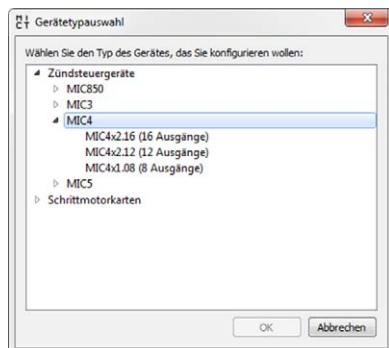 Gerätetypauswahl
Wählen Sie den Typ des Gerätes, das Sie konfigurieren wollen:
Zündsteuergeräte
MIC850
MIC3
MIC4
MIC4x2.16 (16 Ausgänge)
MIC4x2.12 (12 Ausgänge)
MIC4x1.08 (8 Ausgänge)
MIC5
Schrittmotorkarten
OK
Abbrechen